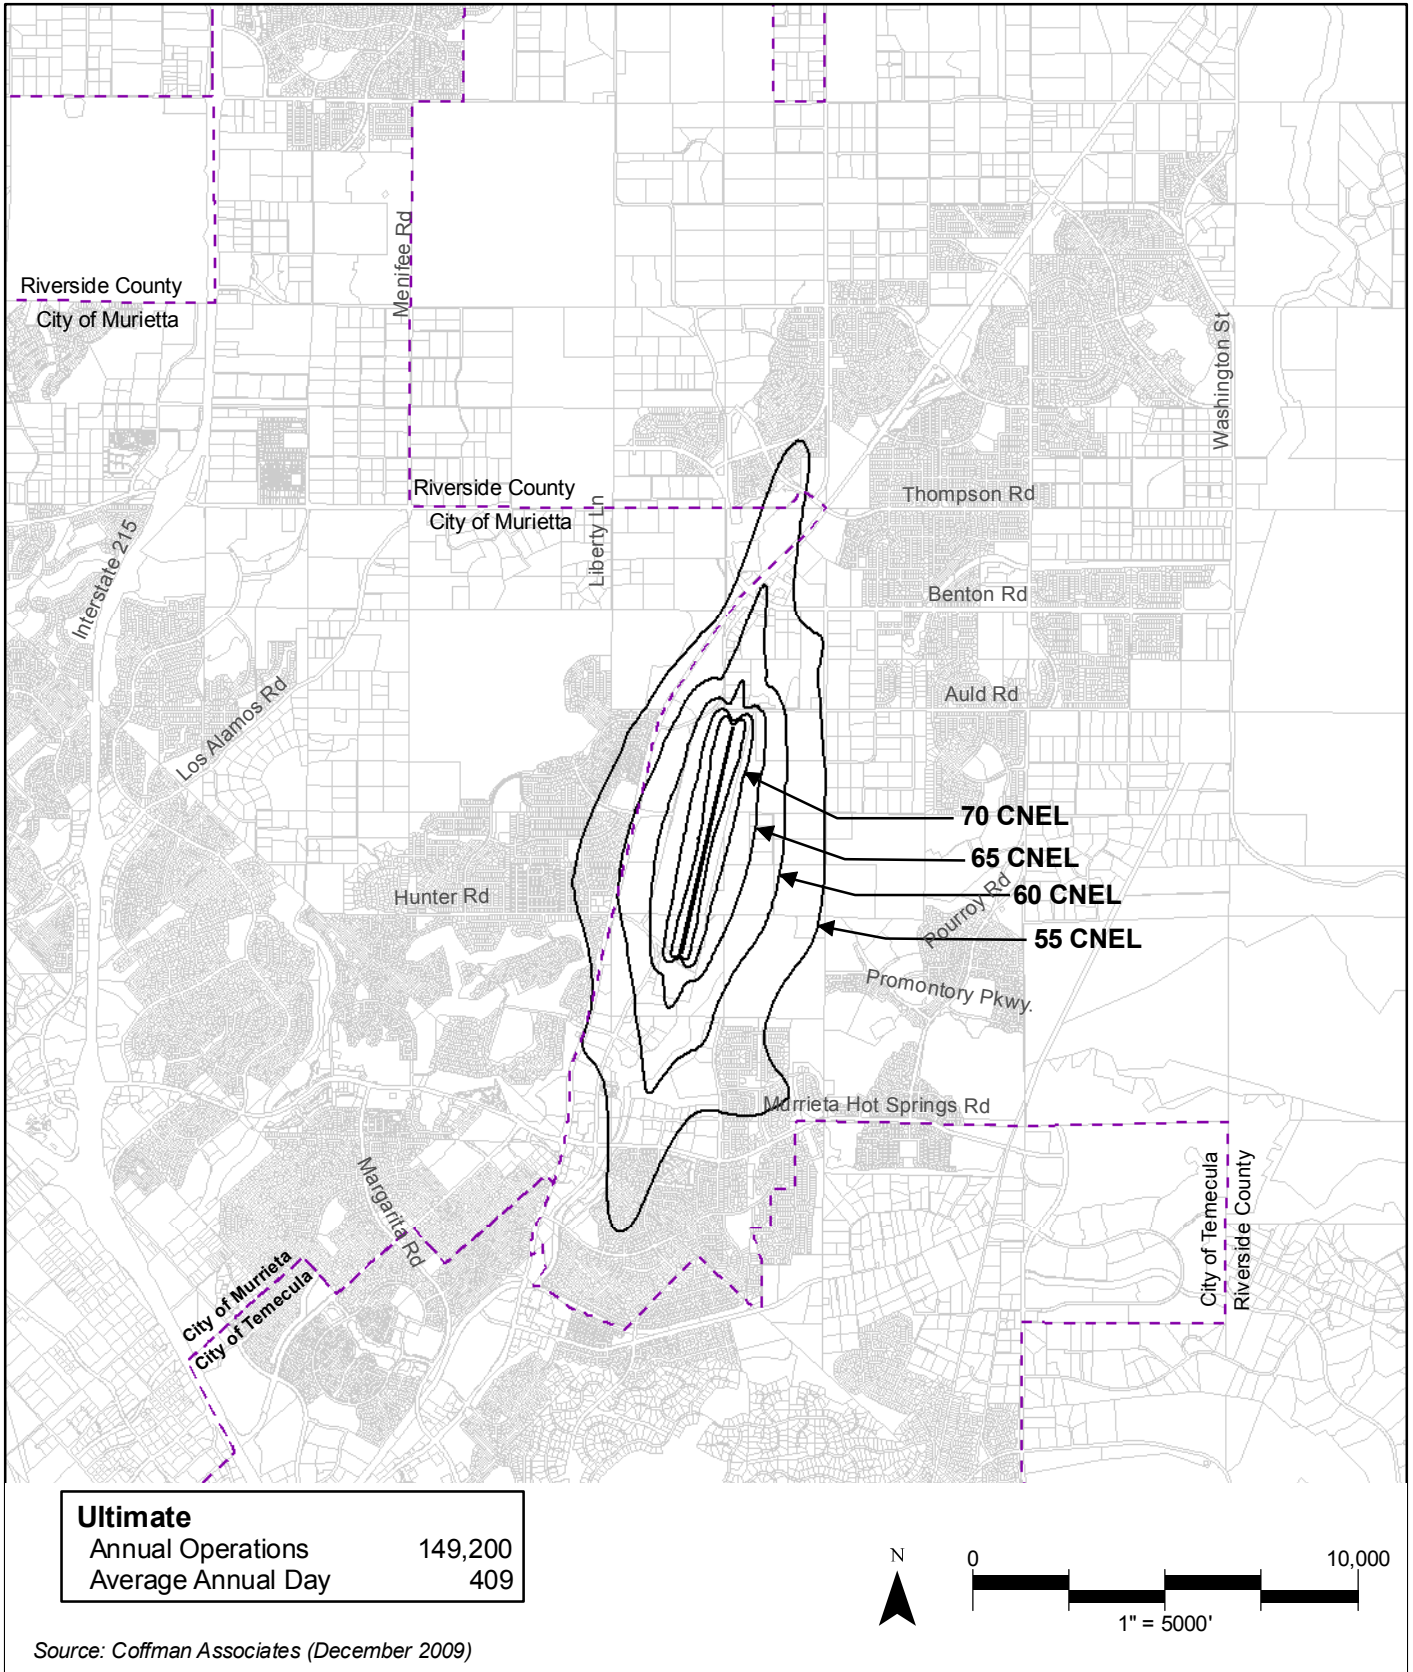 Riverside County
City of Murietta
Menifee Rd
Washington St
Riverside County
City of Murietta
Thompson Rd
Liberty Ln
Interstate 215
Benton Rd
Los Alamos Rd
Auld Rd
70 CNEL
65 CNEL
60 CNEL
Hunter Rd
Pourroy Rd
55 CNEL
Promontory Pkwy.
Murrieta Hot Springs Rd
Margarita Rd
City of Temecula
Riverside County
City of Murrieta
City of Temecula
Ultimate
Annual Operations 149,200
Average Annual Day 409
N
0 10,000
1" = 5000'
Source: Coffman Associates (December 2009)